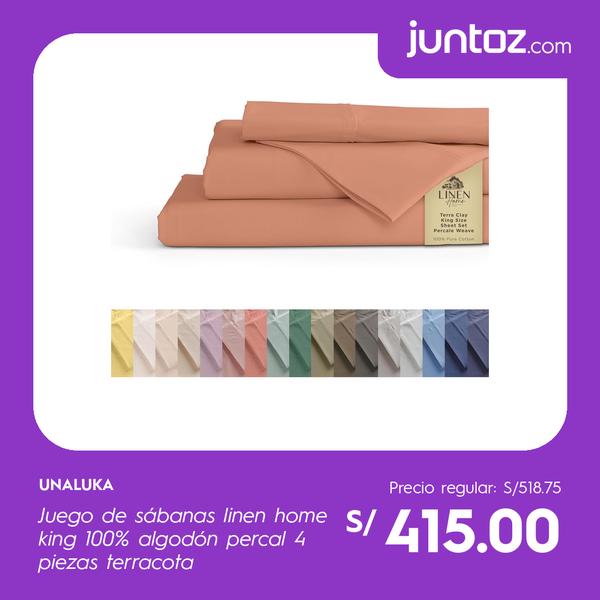 juntoz.com
LINEN
Home
Terra Clay
King Size
Sheet Set
Percale Weave
100% Pure Cotton
UNALUKA
Juego de sábanas linen home
king 100% algodón percal 4
piezas terracota
Precio regular: S/518.75
S/ 415.00